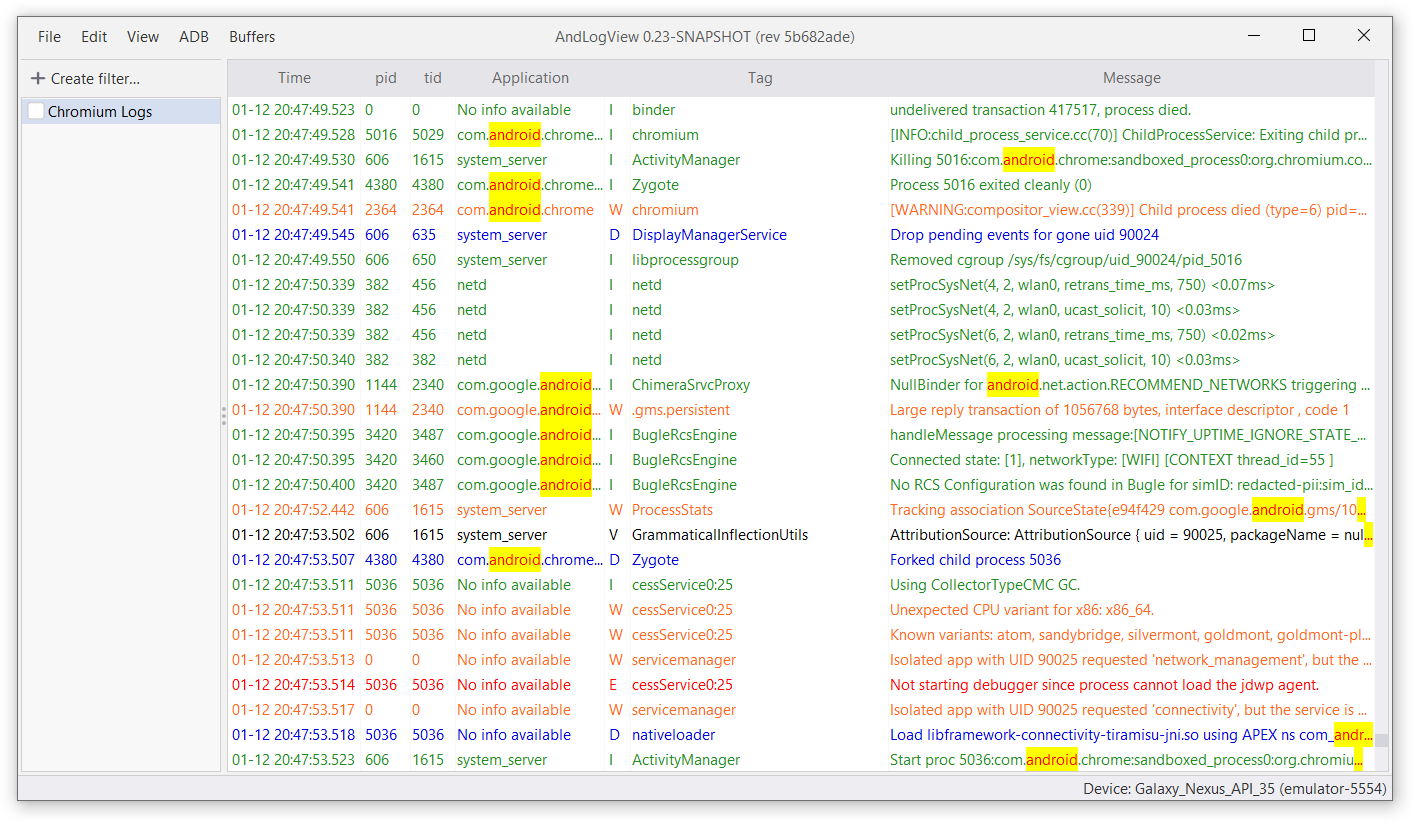 AndLogView 0.23-SNAPSHOT (rev 5b682ade)
File Edit View ADB Buffers
Create filter...
Chromium Logs
Time pid tid Application Tag Message
01-12 20:47:49.523 0 0 No info available I binder undelivered transaction 417517, process died.
01-12 20:47:49.528 5016 5029 com.android.chrome... I chromium [INFO:child_process_service.cc(70)] ChildProcessService: Exiting child pr...
01-12 20:47:49.530 606 1615 system_server I ActivityManager Killing 5016:com.android.chrome:sandboxed_process0:org.chromium.co...
01-12 20:47:49.541 4380 4380 com.android.chrome... I Zygote Process 5016 exited cleanly (0)
01-12 20:47:49.541 2364 2364 com.android.chrome W chromium [WARNING:compositor_view.cc(339)] Child process died (type=6) pid=...
01-12 20:47:49.545 606 635 system_server D DisplayManagerService Drop pending events for gone uid 90024
01-12 20:47:49.550 606 650 system_server I libprocessgroup Removed cgroup /sys/fs/cgroup/uid_90024/pid_5016
01-12 20:47:50.339 382 456 netd I netd setProcSysNet(4, 2, wlan0, retrans_time_ms, 750) <0.07ms>
01-12 20:47:50.339 382 456 netd I netd setProcSysNet(4, 2, wlan0, ucast_solicit, 10) <0.03ms>
01-12 20:47:50.339 382 456 netd I netd setProcSysNet(6, 2, wlan0, retrans_time_ms, 750) <0.02ms>
01-12 20:47:50.340 382 382 netd I netd setProcSysNet(6, 2, wlan0, ucast_solicit, 10) <0.03ms>
01-12 20:47:50.390 1144 2340 com.google.android... I ChimeraSrvcProxy NullBinder for android.net.action.RECOMMEND_NETWORKS triggering ...
01-12 20:47:50.390 1144 2340 com.google.android... W .gms.persistent Large reply transaction of 1056768 bytes, interface descriptor , code 1
01-12 20:47:50.395 3420 3487 com.google.android... I BugleRcsEngine handleMessage processing message:[NOTIFY_UPTIME_IGNORE_STATE_...
01-12 20:47:50.395 3420 3460 com.google.android... I BugleRcsEngine Connected state: [1], networkType: [WIFI] [CONTEXT thread_id=55 ]
01-12 20:47:50.400 3420 3487 com.google.android... I BugleRcsEngine No RCS Configuration was found in Bugle for simID: redacted-pii:sim_id...
01-12 20:47:52.442 606 1615 system_server W ProcessStats Tracking association SourceState{e94f429 com.google.android.gms/10...
01-12 20:47:53.502 606 1615 system_server V GrammaticalInflectionUtils AttributionSource: AttributionSource { uid = 90025, packageName = nul...
01-12 20:47:53.507 4380 4380 com.android.chrome... D Zygote Forked child process 5036
01-12 20:47:53.511 5036 5036 No info available I cessService0:25 Using CollectorTypeCMC GC.
01-12 20:47:53.511 5036 5036 No info available W cessService0:25 Unexpected CPU variant for x86: x86_64.
01-12 20:47:53.511 5036 5036 No info available W cessService0:25 Known variants: atom, sandybridge, silvermont, goldmont, goldmont-pl...
01-12 20:47:53.513 0 0 No info available W servicemanager Isolated app with UID 90025 requested 'network_management', but the ...
01-12 20:47:53.514 5036 5036 No info available E cessService0:25 Not starting debugger since process cannot load the jdwp agent.
01-12 20:47:53.517 0 0 No info available W servicemanager Isolated app with UID 90025 requested 'connectivity', but the service is ...
01-12 20:47:53.518 5036 5036 No info available D nativeloader Load libframework-connectivity-tiramisu-jni.so using APEX ns com_andr...
01-12 20:47:53.523 606 1615 system_server I ActivityManager Start proc 5036:com.android.chrome:sandboxed_process0:org.chromiu...
Device: Galaxy_Nexus_API_35 (emulator-5554)